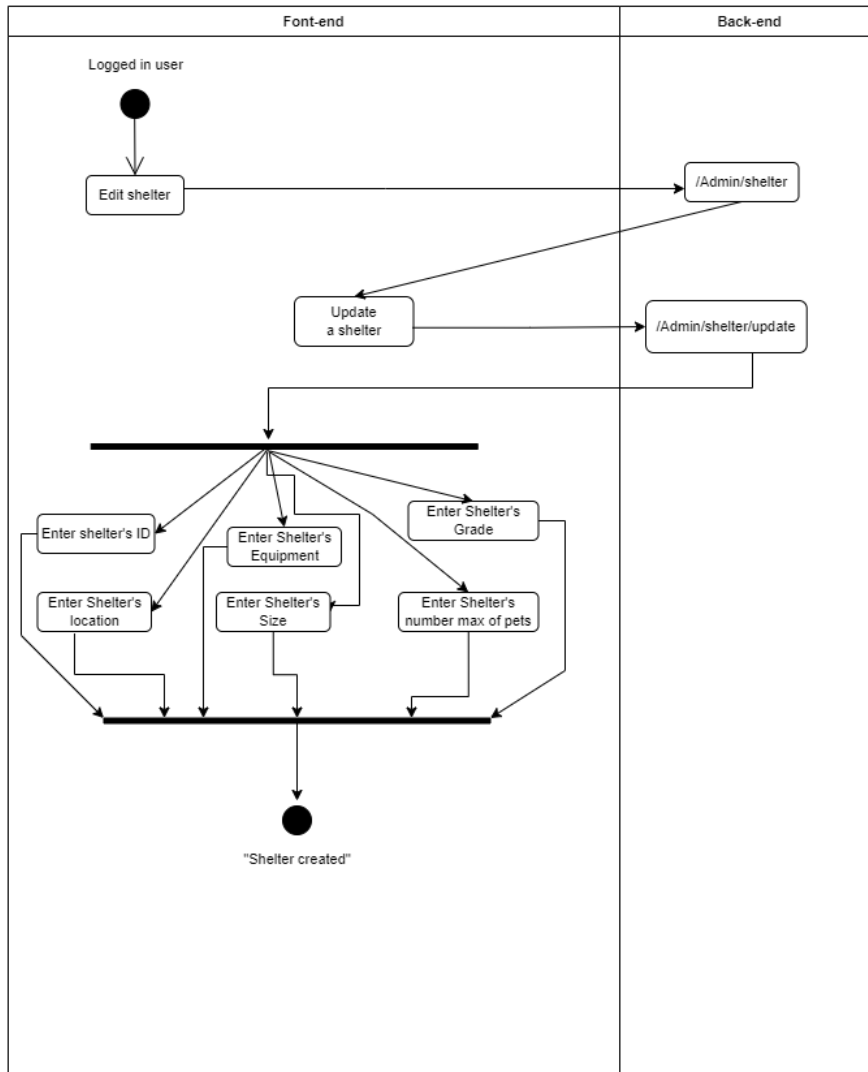 Font-end
Back-end
Logged in user
Edit shelter
/Admin/shelter
Update
a shelter
/Admin/shelter/update
Enter shelter's ID
Enter Shelter's
Equipment
Enter Shelter's
Grade
Enter Shelter's
location
Enter Shelter's
Size
Enter Shelter's
number max of pets
"Shelter created"